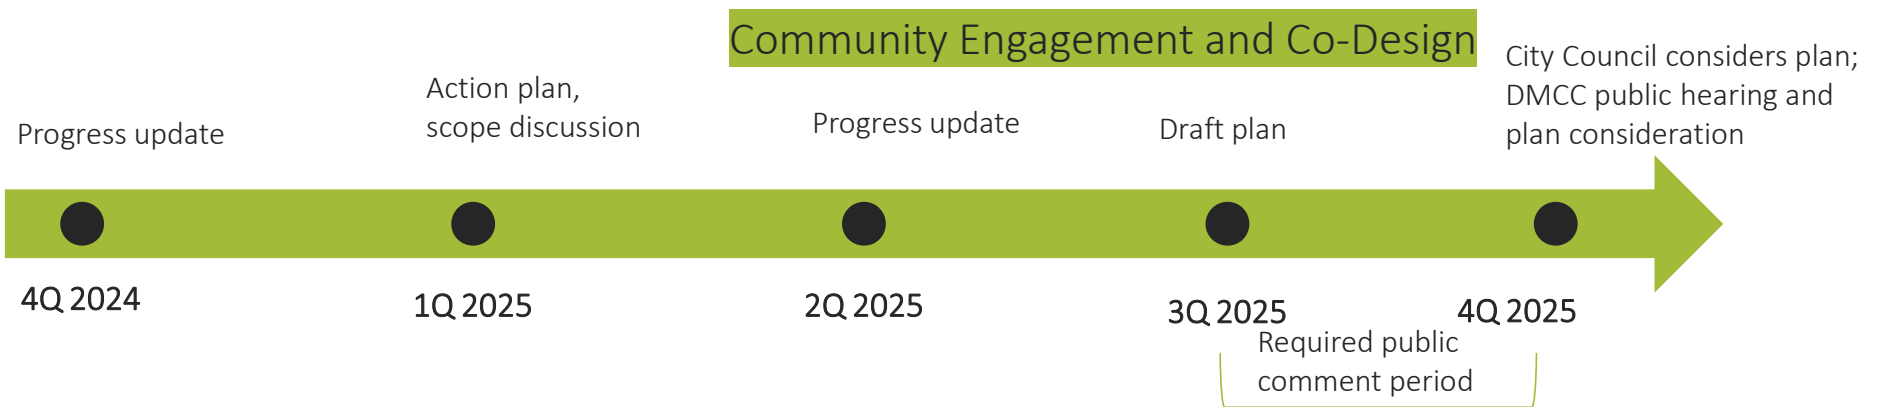 Community Engagement and Co-Design
Progress update
Action plan,
scope discussion
Progress update
Draft plan
City Council considers plan;
DMCC public hearing and
plan consideration
4Q 2024
1Q 2025
2Q 2025
3Q 2025
4Q 2025
Required public
comment period